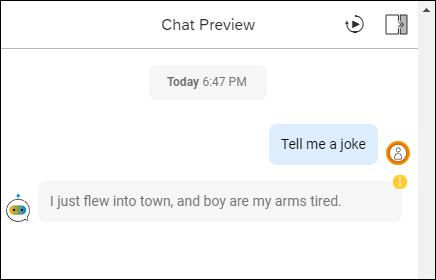 Chat Preview
Today 6:47 PM
Tell me a joke
I just flew into town, and boy are my arms tired.